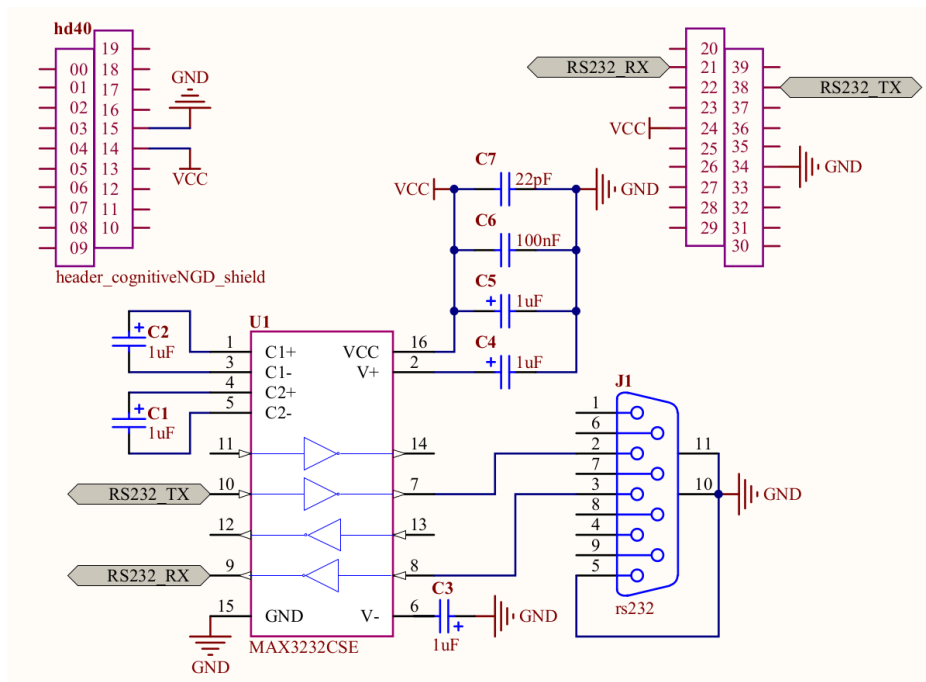 hd40
19
00
18
01
17
02
16
03
15
04
14
05
13
06
12
07
11
08
10
09
GND
VCC
header_cognitiveNGD_shield
20
RS232_RX
21
39
22
38
RS232_TX
23
37
VCC
24
36
25
35
26
34
GND
27
33
28
32
29
31
30
C7
VCC
22pF
GND
C6
100nF
C5
+
1uF
C4
+
1uF
U1
+
C2
1uF
+
C1
1uF
1
C1+
VCC
16
3
C1-
V+
2
4
C2+
5
C2-
11
14
RS232_TX
10
7
12
13
RS232_RX
9
8
15
GND
V-
6
GND
MAX3232CSE
C3
+
1uF
GND
J1
1
6
2
11
7
3
10
GND
8
4
9
5
rs232